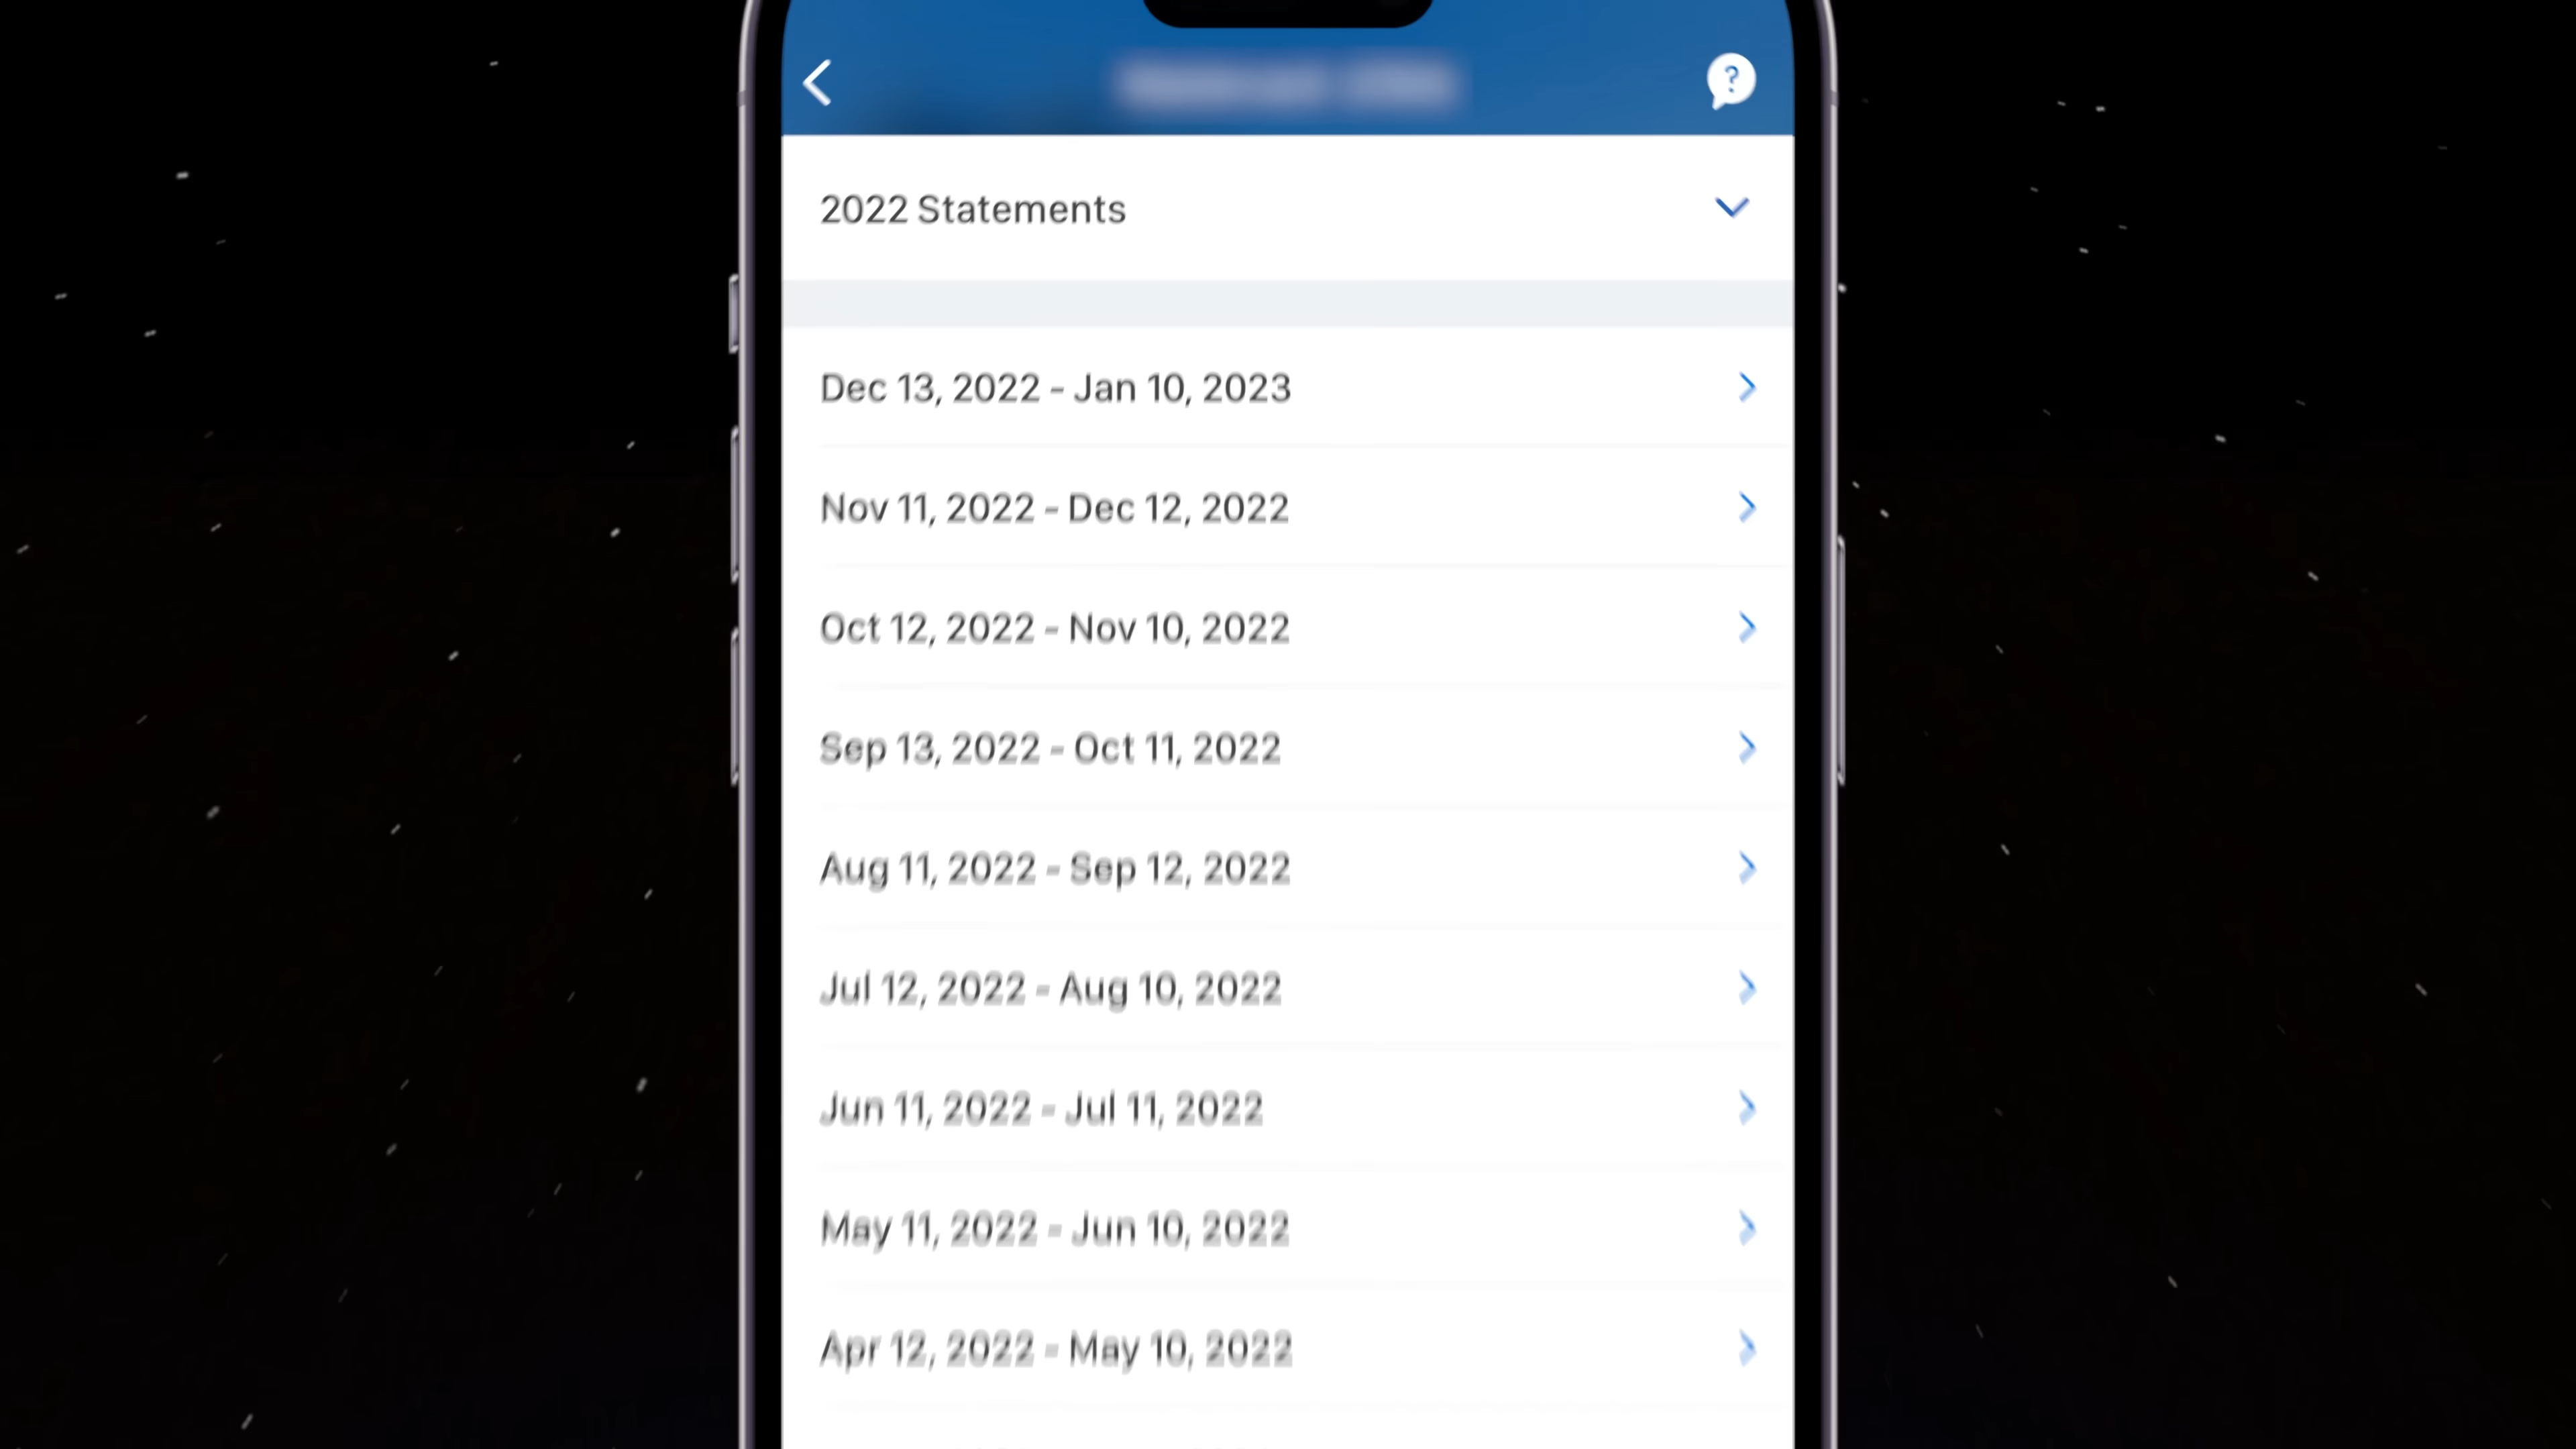 ?
2022 Statements
Dec 13, 2022 - Jan 10, 2023
Nov 11, 2022 - Dec 12, 2022
Oct 12, 2022 - Nov 10, 2022
Sep 13, 2022 - Oct 11, 2022
Aug 11, 2022 - Sep 12, 2022
Jul 12, 2022 - Aug 10, 2022
Jun 11, 2022 - Jul 11, 2022
May 11, 2022 - Jun 10, 2022
Apr 12, 2022 - May 10, 2022